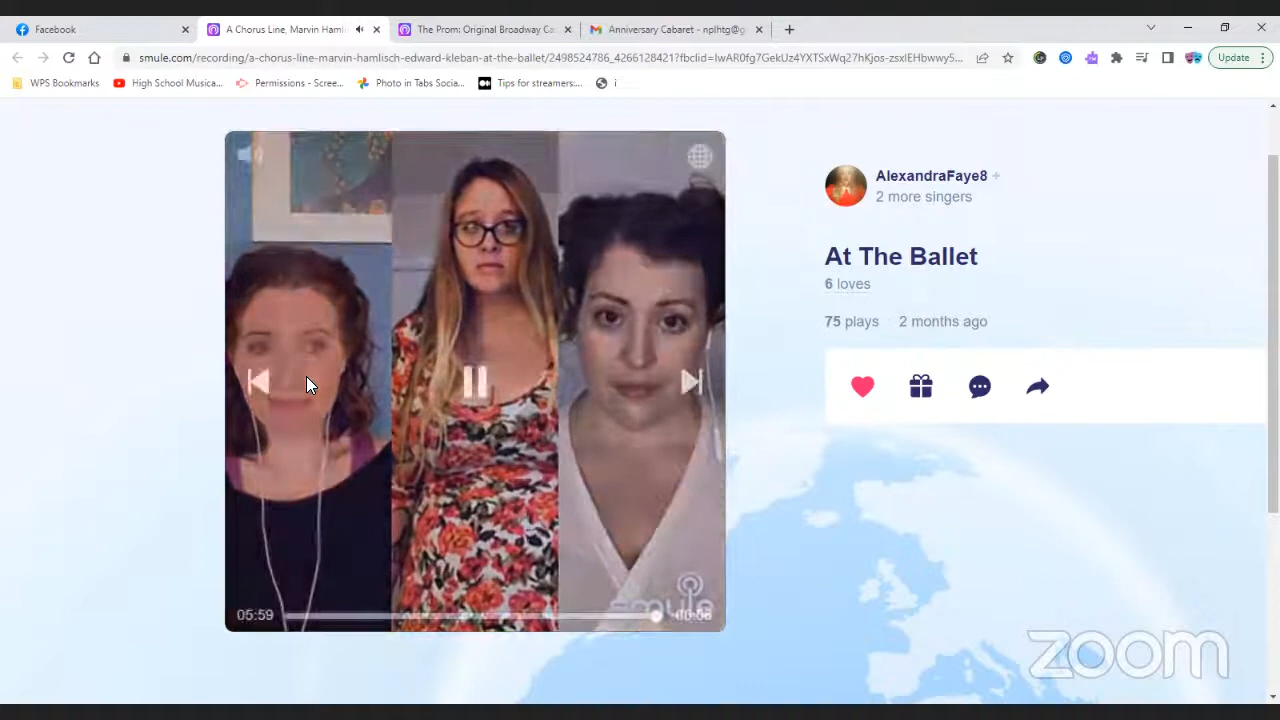 Facebook
A Chorus Line, Marvin Haml
The Prom: Original Broadway Ca
Anniversary Cabaret - nplhtg@g
smule.com/recording/a-chorus-line-marvin-hamlisch-edward-kleban-at-the-ballet/2498524786_4266128421?fbclid=IwAR0fg7GekUz4YXTSxWq27hKjos-zsxlEHbwwy5...
Update
WPS Bookmarks
High School Musica...
Permissions - Scree...
Photo in Tabs Socia...
Tips for streamers:...
i
AlexandraFaye8 +
2 more singers
At The Ballet
6 loves
75 plays
2 months ago
05:59
zoom